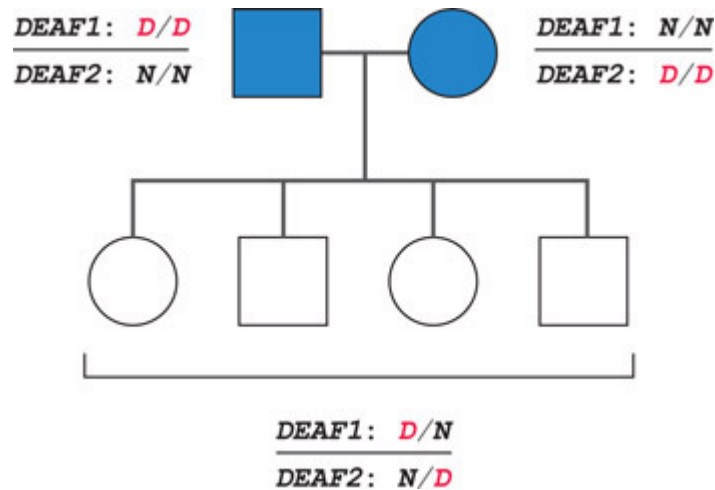 DEAF1: D/D
DEAF2: N/N
DEAF1: N/N
DEAF2: D/D
DEAF1: D/N
DEAF2: N/D